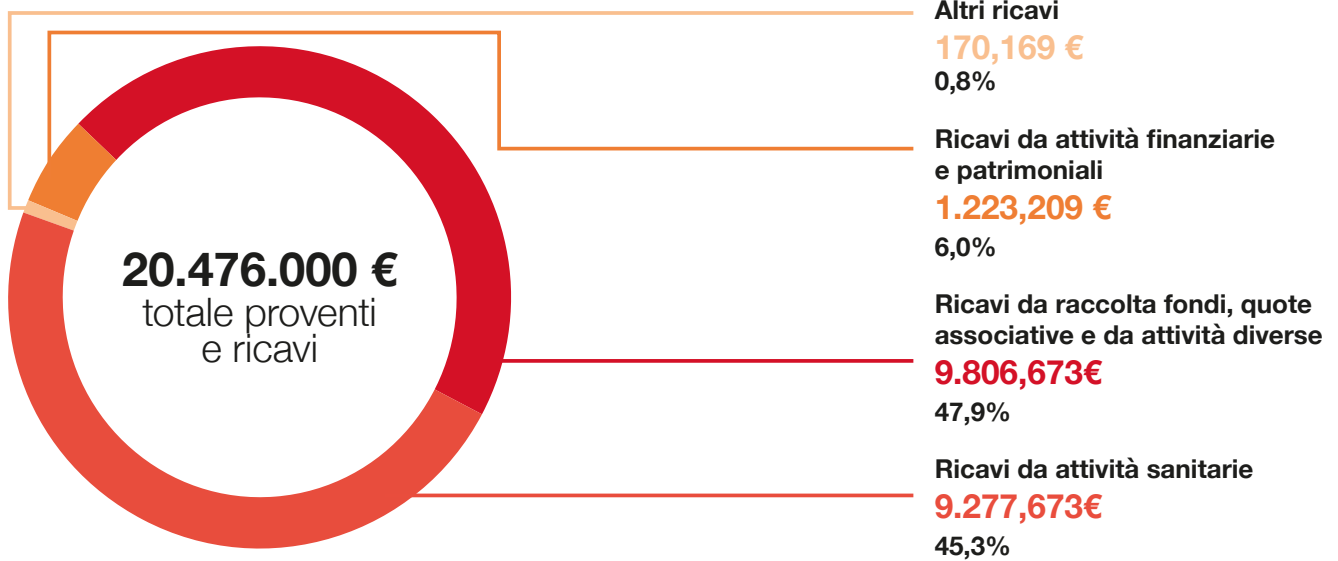 20.476.000 €
totale proventi
e ricavi
Altri ricavi
170,169 €
0,8%
Ricavi da attività finanziarie
e patrimoniali
1.223,209 €
6,0%
Ricavi da raccolta fondi, quote
associative e da attività diverse
9.806,673€
47,9%
Ricavi da attività sanitarie
9.277,673€
45,3%